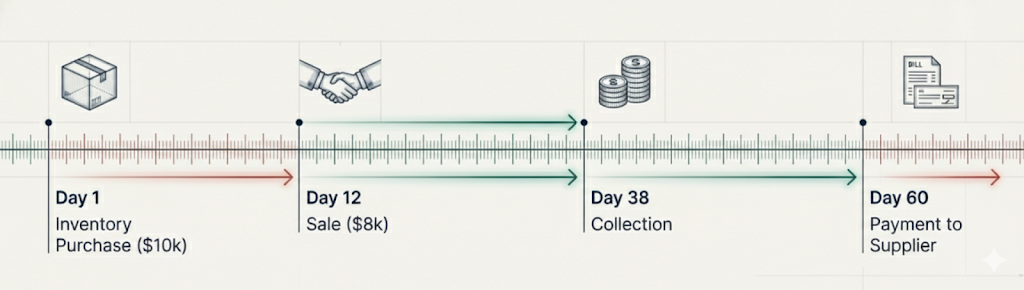 BILL
Day 1
Inventory
Purchase ($10k)
Day 12
Sale ($8k)
Day 38
Collection
Day 60
Payment to
Supplier